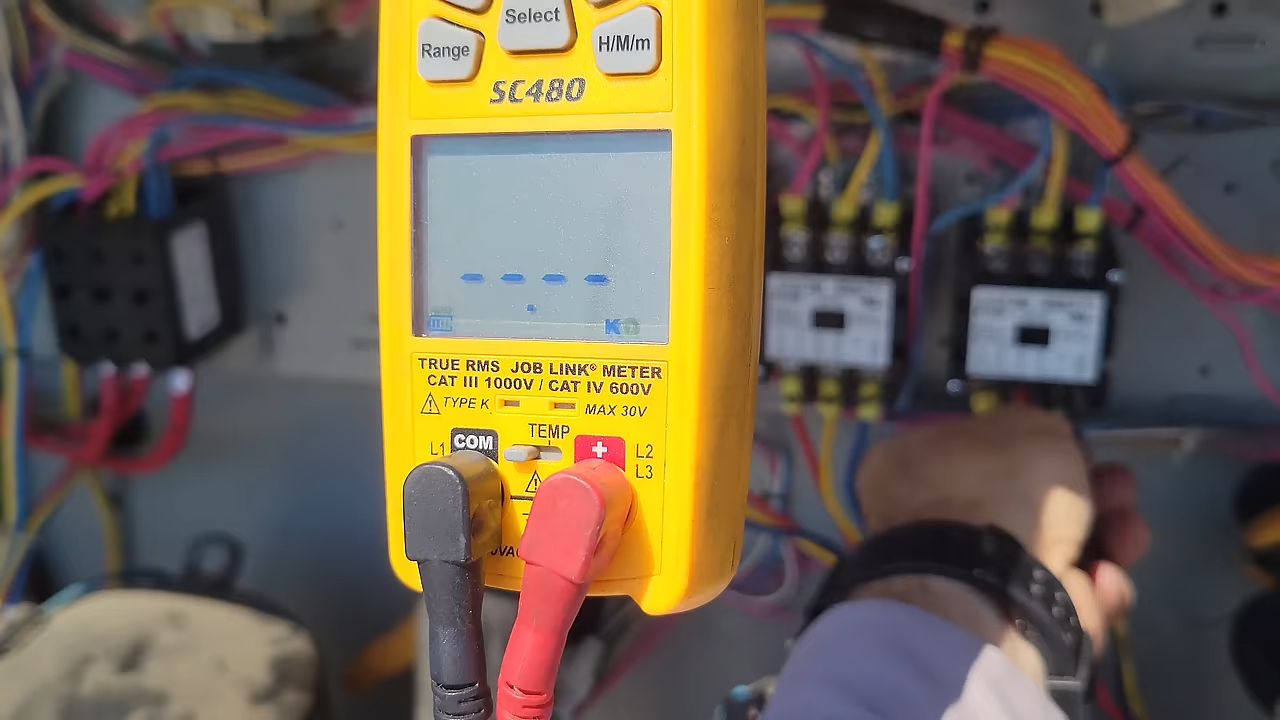 Select
Range
H/M/m
SC480
- - - -
K
TRUE RMS JOB LINK® METER
CAT III 1000V / CAT IV 600V
TYPE K
MAX 30V
TEMP
L1 COM + L2
L3